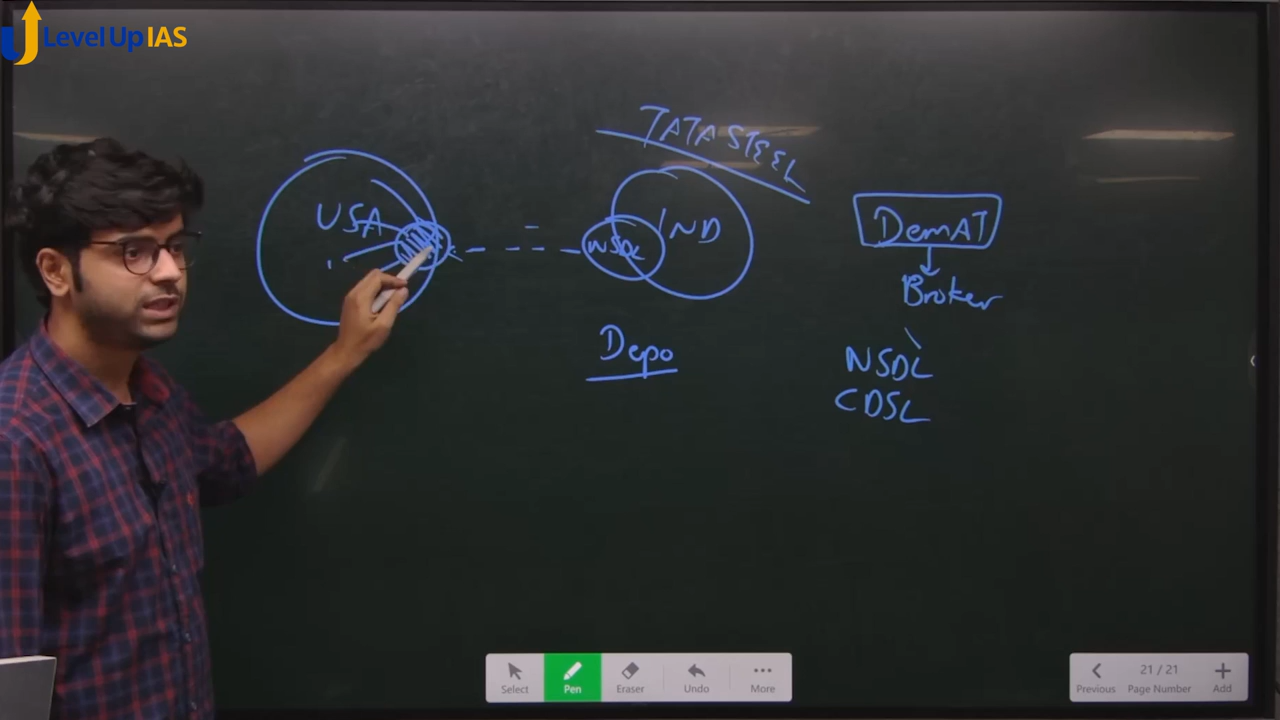 Level Up IAS
TATA STEEL
USA
NSDL
IND
DemAT
Broker
Depo
NSDL
CDSL
Select
Pen
Eraser
Undo
More
Previous
21 / 21
Page Number
Add